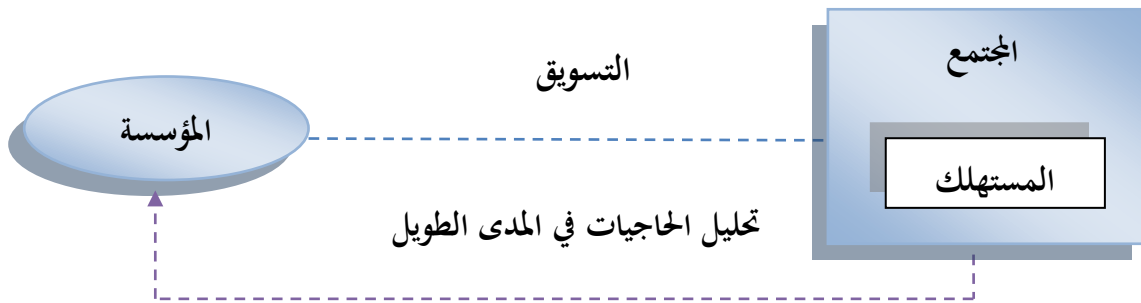 المجتمع
التسويق
المؤسسة
المستهلك
تحليل الحاجيات في المدى الطويل